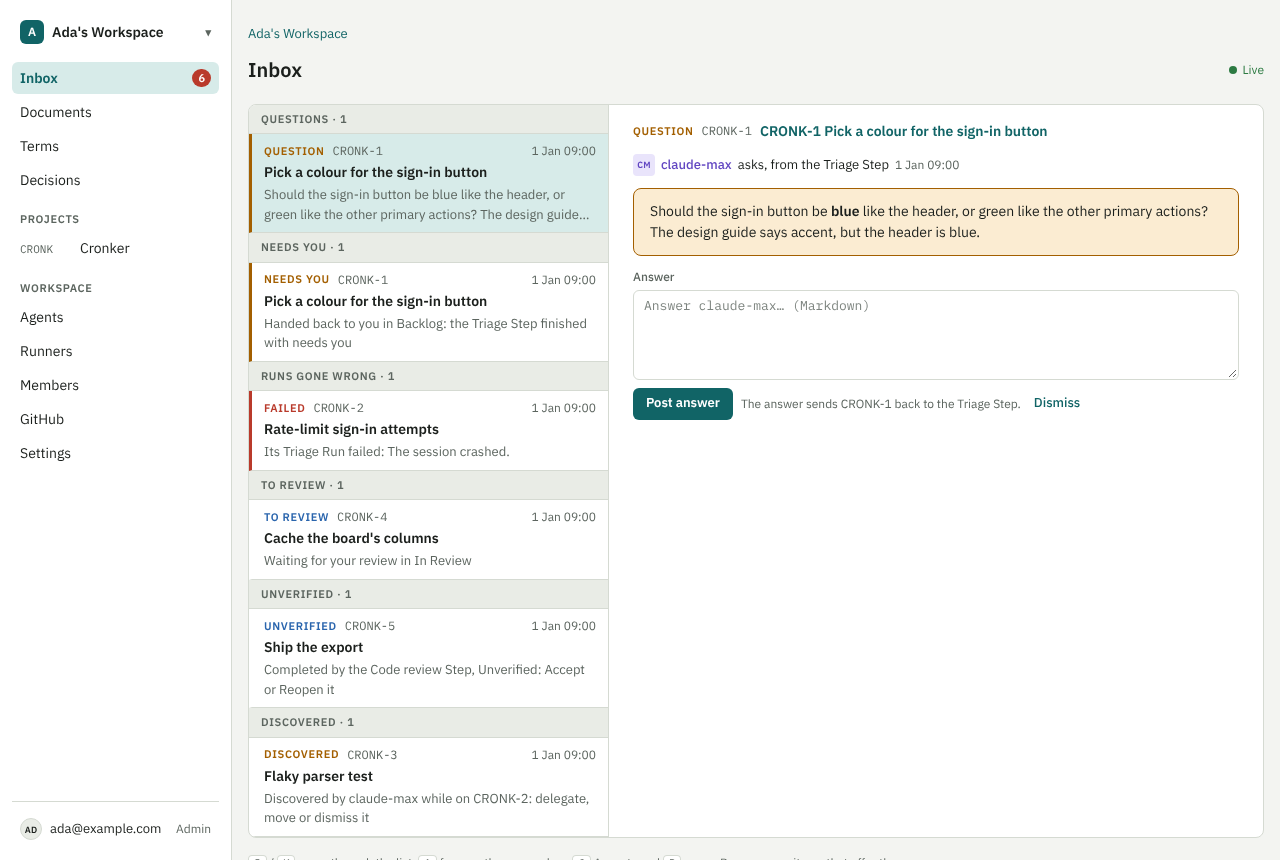 A Ada's Workspace ▾
Inbox 6
Documents
Terms
Decisions
PROJECTS
CRONK Cronker
WORKSPACE
Agents
Runners
Members
GitHub
Settings
AD ada@example.com Admin
Ada's Workspace
Inbox
Live
QUESTIONS · 1
QUESTION CRONK-1 1 Jan 09:00
Pick a colour for the sign-in button
Should the sign-in button be blue like the header, or
green like the other primary actions? The design guide…
NEEDS YOU · 1
NEEDS YOU CRONK-1 1 Jan 09:00
Pick a colour for the sign-in button
Handed back to you in Backlog: the Triage Step finished
with needs you
RUNS GONE WRONG · 1
FAILED CRONK-2 1 Jan 09:00
Rate-limit sign-in attempts
Its Triage Run failed: The session crashed.
TO REVIEW · 1
TO REVIEW CRONK-4 1 Jan 09:00
Cache the board's columns
Waiting for your review in In Review
UNVERIFIED · 1
UNVERIFIED CRONK-5 1 Jan 09:00
Ship the export
Completed by the Code review Step, Unverified: Accept
or Reopen it
DISCOVERED · 1
DISCOVERED CRONK-3 1 Jan 09:00
Flaky parser test
Discovered by claude-max while on CRONK-2: delegate,
move or dismiss it
QUESTION CRONK-1 CRONK-1 Pick a colour for the sign-in button
CM claude-max asks, from the Triage Step 1 Jan 09:00
Should the sign-in button be blue like the header, or green like the other primary actions?
The design guide says accent, but the header is blue.
Answer
Answer claude-max… (Markdown)
Post answer The answer sends CRONK-1 back to the Triage Step. Dismiss